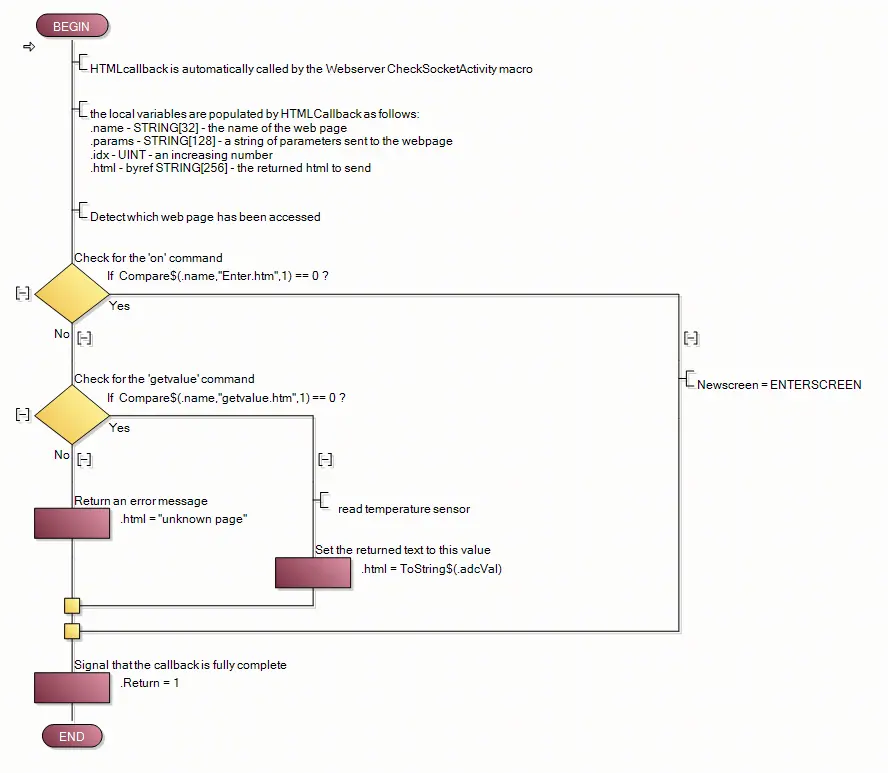 BEGIN
HTMLcallback is automatically called by the Webserver CheckSocketActivity macro
the local variables are populated by HTMLCallback as follows:
.name - STRING[32] - the name of the web page
.params - STRING[128] - a string of parameters sent to the webpage
.idx - UINT - an increasing number
.html - byref STRING[256] - the returned html to send
Detect which web page has been accessed
Check for the 'on' command
If Compare$(.name,"Enter.htm",1) == 0 ?
Yes
No
Newscreen = ENTERSCREEN
Check for the 'getvalue' command
If Compare$(.name,"getvalue.htm",1) == 0 ?
Yes
No
Return an error message
.html = "unknown page"
read temperature sensor
Set the returned text to this value
.html = ToString$(.adcVal)
Signal that the callback is fully complete
.Return = 1
END